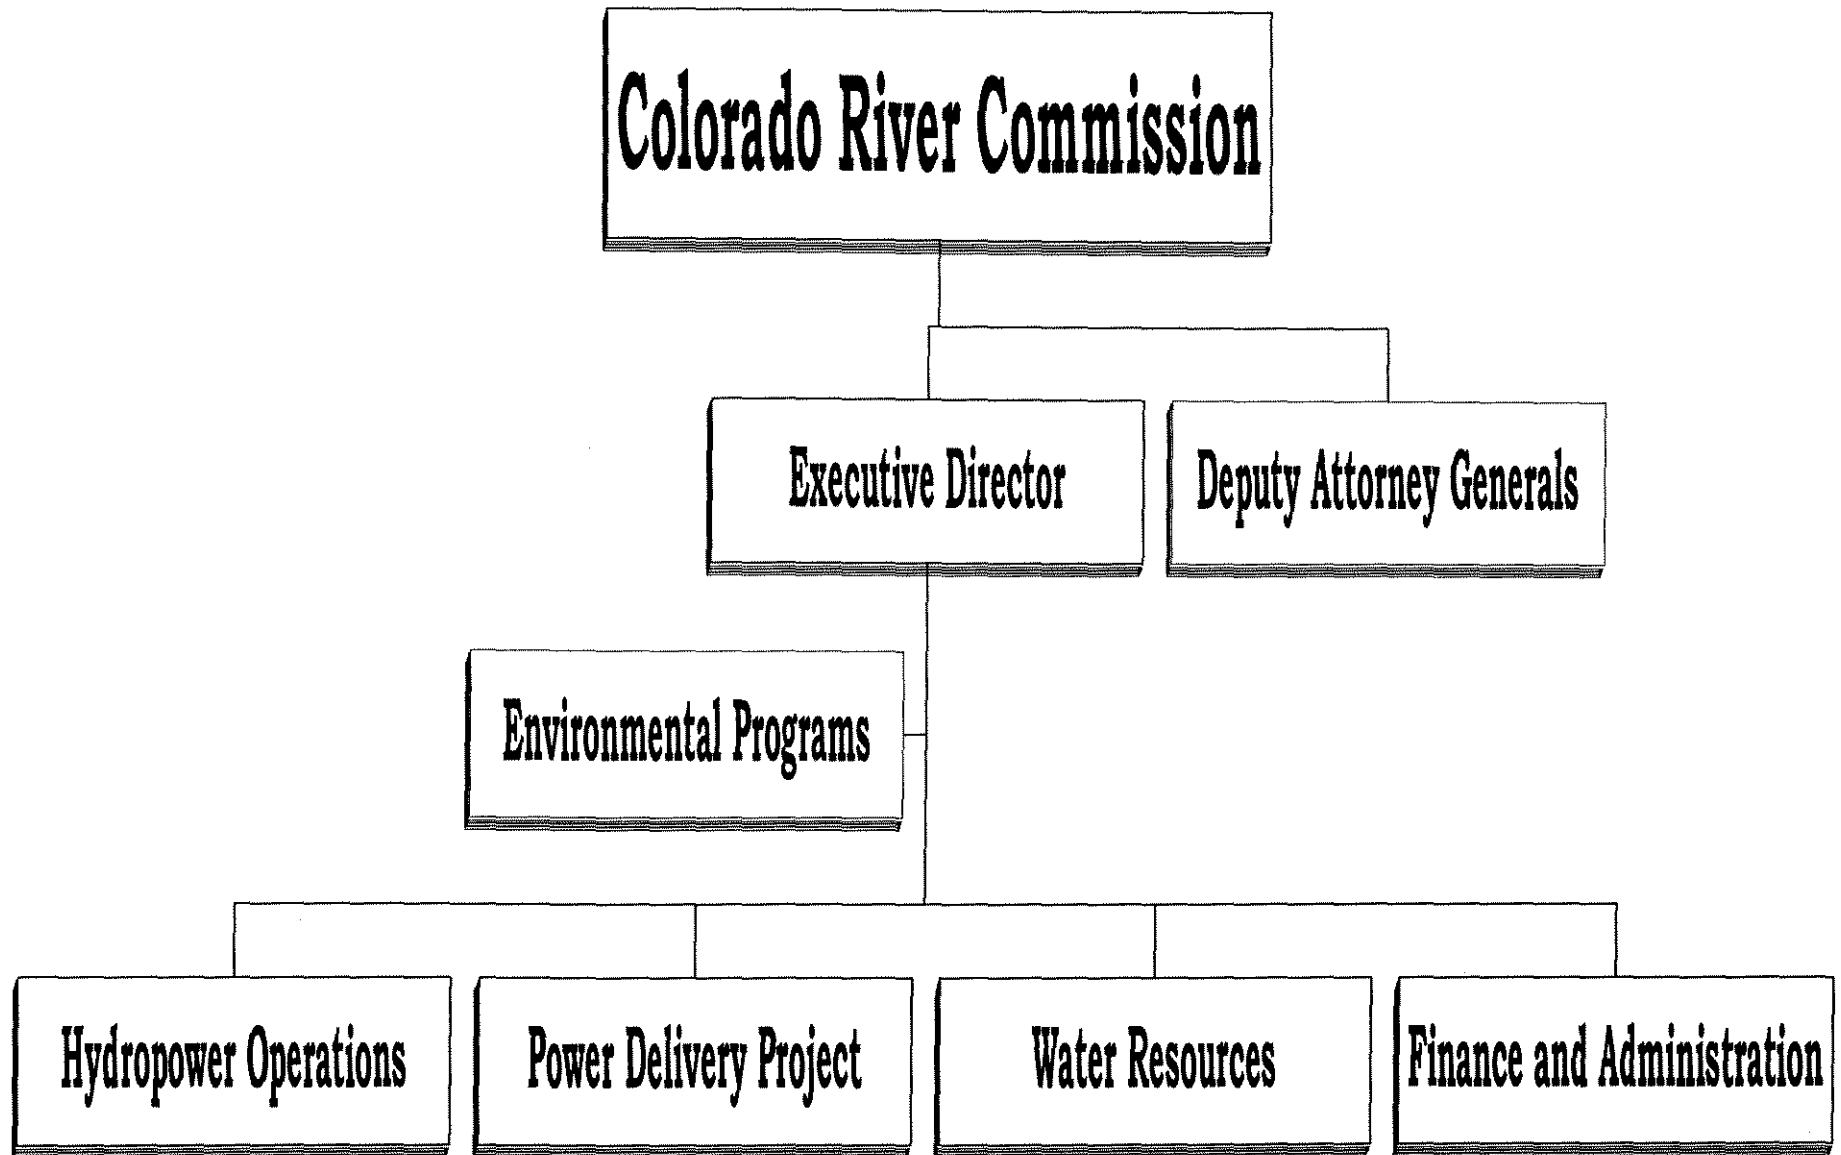 Colorado River Commission
Executive Director
Deputy Attorney Generals
Environmental Programs
Hydropower Operations
Power Delivery Project
Water Resources
Finance and Administration